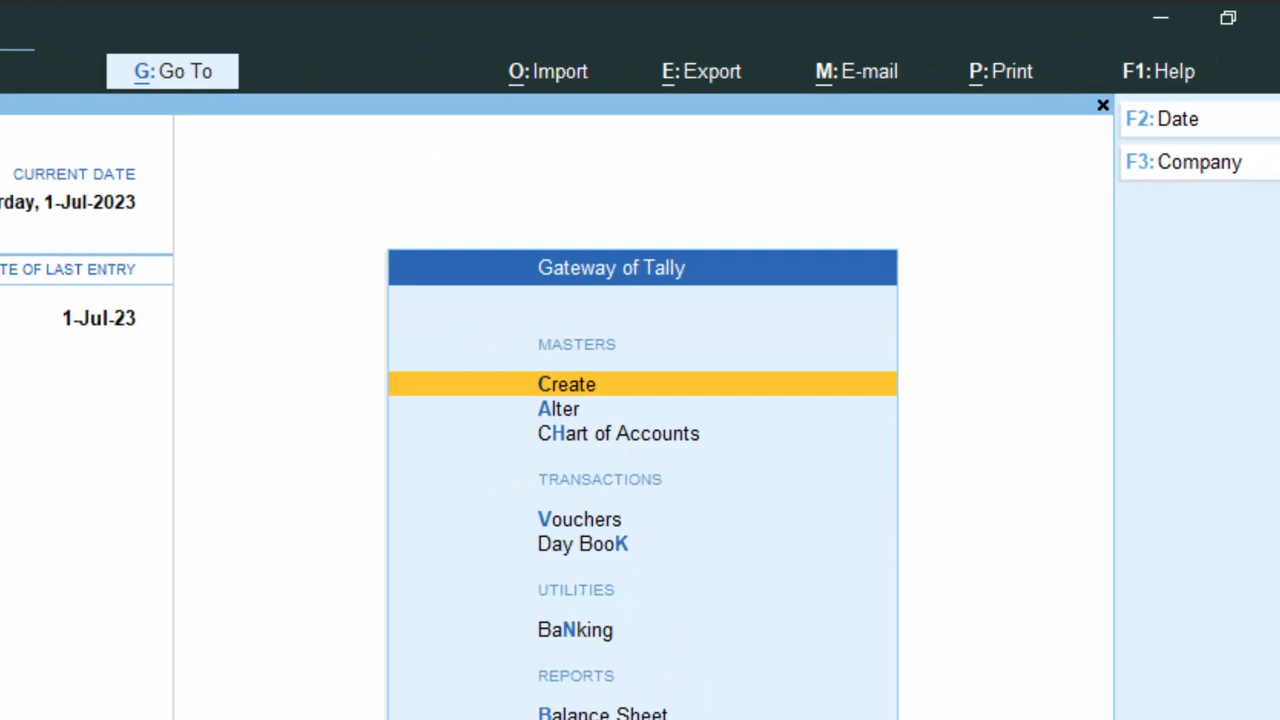 G: Go To
O: Import
E: Export
M: E-mail
P: Print
F1: Help
F2: Date
F3: Company
CURRENT DATE
1-Jul-2023
OF LAST ENTRY
1-Jul-23
Gateway of Tally
MASTERS
Create
Alter
CHart of Accounts
TRANSACTIONS
Vouchers
Day BooK
UTILITIES
BaNking
REPORTS
Balance Sheet